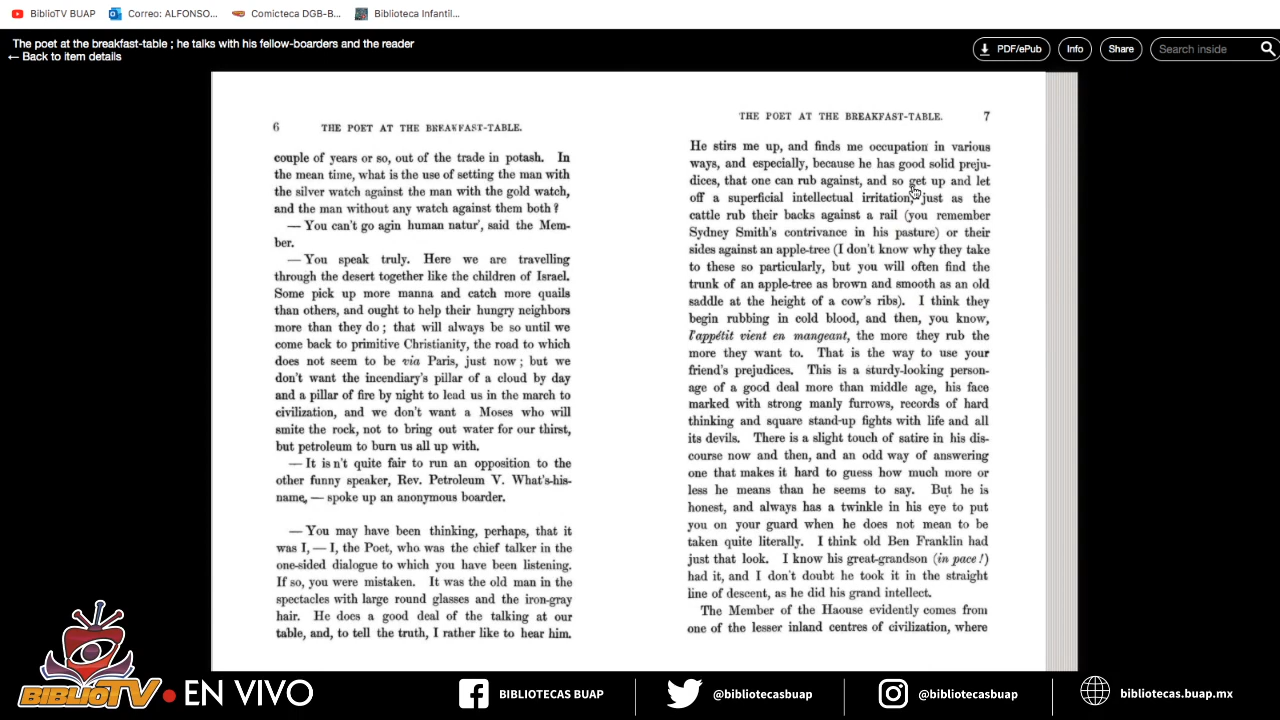 BiblioTV BUAP
Correo: ALFONSO...
Comicteca DGB-B...
Biblioteca Infantil...
The poet at the breakfast-table ; he talks with his fellow-boarders and the reader
← Back to item details
PDF/ePub
Info
Share
Search inside
6 THE POET AT THE BREAKFAST-TABLE.
couple of years or so, out of the trade in potash. In
the mean time, what is the use of setting the man with
the silver watch against the man with the gold watch,
and the man without any watch against them both?
— You can't go agin human natur', said the Mem-
ber.
— You speak truly. Here we are travelling
through the desert together like the children of Israel.
Some pick up more manna and catch more quails
than others, and ought to help their hungry neighbors
more than they do; that will always be so until we
come back to primitive Christianity, the road to which
does not seem to be via Paris, just now; but we
don't want the incendiary's pillar of a cloud by day
and a pillar of fire by night to lead us in the march to
civilization, and we don't want a Moses who will
smite the rock, not to bring out water for our thirst,
but petroleum to burn us all up with.
— It is n't quite fair to run an opposition to the
other funny speaker, Rev. Petroleum V. What's-his-
name, — spoke up an anonymous boarder.
— You may have been thinking, perhaps, that it
was I, — I, the Poet, who was the chief talker in the
one-sided dialogue to which you have been listening.
If so, you were mistaken. It was the old man in the
spectacles with large round glasses and the iron-gray
hair. He does a good deal of the talking at our
table, and, to tell the truth, I rather like to hear him.
THE POET AT THE BREAKFAST-TABLE. 7
He stirs me up, and finds me occupation in various
ways, and especially, because he has good solid preju-
dices, that one can rub against, and so get up and let
off a superficial intellectual irritation, just as the
cattle rub their backs against a rail (you remember
Sydney Smith's contrivance in his pasture) or their
sides against an apple-tree (I don't know why they take
to these so particularly, but you will often find the
trunk of an apple-tree as brown and smooth as an old
saddle at the height of a cow's ribs). I think they
begin rubbing in cold blood, and then, you know,
l'appétit vient en mangeant, the more they rub the
more they want to. That is the way to use your
friend's prejudices. This is a sturdy-looking person-
age of a good deal more than middle age, his face
marked with strong manly furrows, records of hard
thinking and square stand-up fights with life and all
its devils. There is a slight touch of satire in his dis-
course now and then, and an odd way of answering
one that makes it hard to guess how much more or
less he means than he seems to say. But he is
honest, and always has a twinkle in his eye to put
you on your guard when he does not mean to be
taken quite literally. I think old Ben Franklin had
just that look. I know his great-grandson (in pace!)
had it, and I don't doubt he took it in the straight
line of descent, as he did his grand intellect.
The Member of the Haouse evidently comes from
one of the lesser inland centres of civilization, where
BIBLIOTV
EN VIVO
BIBLIOTECAS BUAP
@bibliotecasbuap
@bibliotecasbuap
bibliotecas.buap.mx